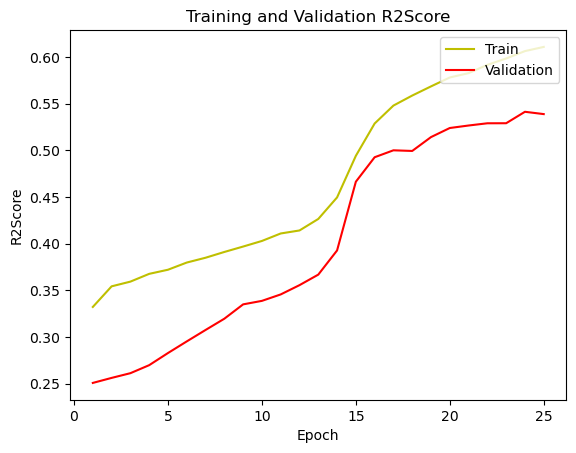 Training and Validation R2Score
Train
Validation
0.60
0.55
0.50
0.45
0.40
0.35
0.30
0.25
R2Score
0 5 10 15 20 25
Epoch